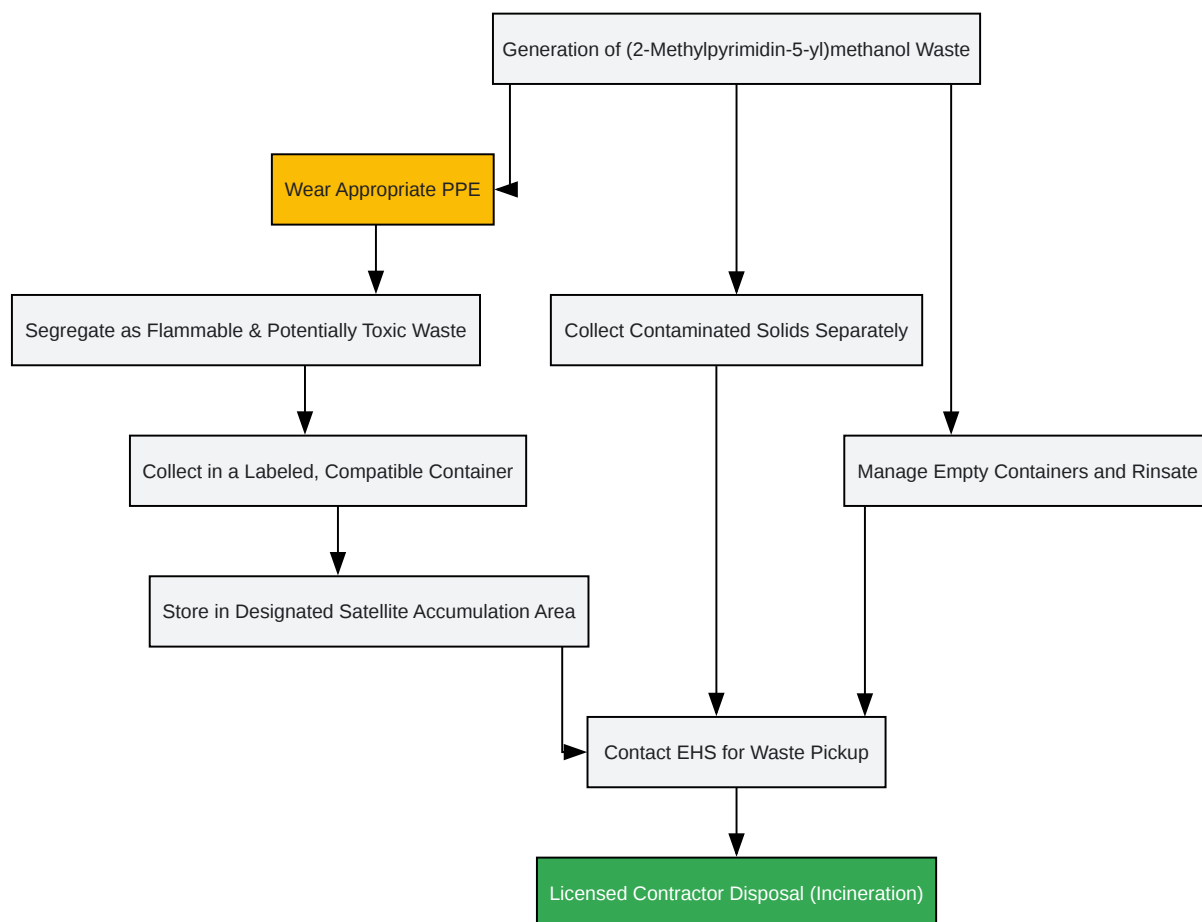 Generation of (2-Methylpyrimidin-5-yl)methanol Waste
Wear Appropriate PPE
Segregate as Flammable & Potentially Toxic Waste
Collect Contaminated Solids Separately
Collect in a Labeled, Compatible Container
Manage Empty Containers and Rinsate
Store in Designated Satellite Accumulation Area
Contact EHS for Waste Pickup
Licensed Contractor Disposal (Incineration)